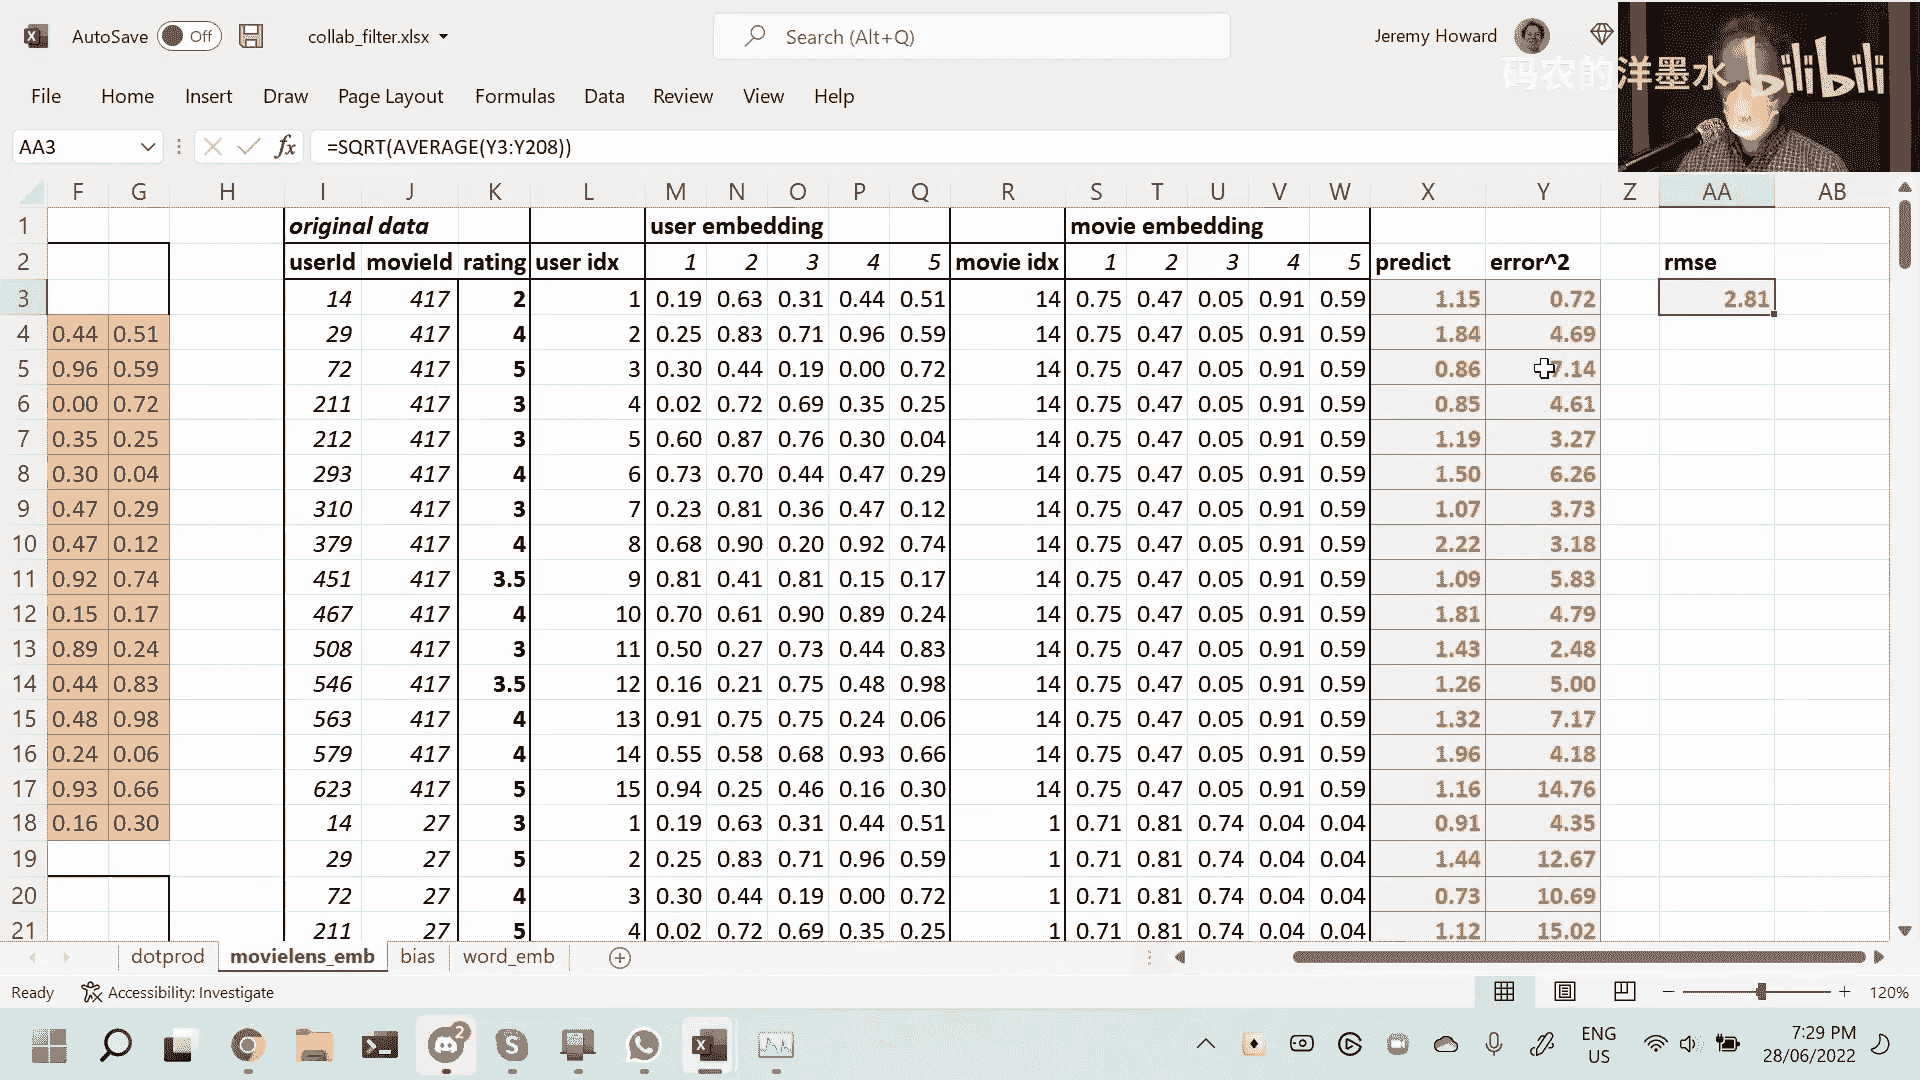 AutoSave Off collab_filter.xlsx Search (Alt+Q) Jeremy Howard
码农的洋墨水 bilibili
File Home Insert Draw Page Layout Formulas Data Review View Help
AA3 fx =SQRT(AVERAGE(Y3:Y208))
F G H I J K L M N O P Q R S T U V W X Y Z AA AB
1 original data user embedding movie embedding
2 userId movieId rating user idx 1 2 3 4 5 movie idx 1 2 3 4 5 predict error^2 rmse
3 14 417 2 1 0.19 0.63 0.31 0.44 0.51 14 0.75 0.47 0.05 0.91 0.59 1.15 0.72 2.81
4 0.44 0.51 29 417 4 2 0.25 0.83 0.71 0.96 0.59 14 0.75 0.47 0.05 0.91 0.59 1.84 4.69
5 0.96 0.59 72 417 5 3 0.30 0.44 0.19 0.00 0.72 14 0.75 0.47 0.05 0.91 0.59 0.86 7.14
6 0.00 0.72 211 417 3 4 0.02 0.72 0.69 0.35 0.25 14 0.75 0.47 0.05 0.91 0.59 0.85 4.61
7 0.35 0.25 212 417 3 5 0.60 0.87 0.76 0.30 0.04 14 0.75 0.47 0.05 0.91 0.59 1.19 3.27
8 0.30 0.04 293 417 4 6 0.73 0.70 0.44 0.47 0.29 14 0.75 0.47 0.05 0.91 0.59 1.50 6.26
9 0.47 0.29 310 417 3 7 0.23 0.81 0.36 0.47 0.12 14 0.75 0.47 0.05 0.91 0.59 1.07 3.73
10 0.47 0.12 379 417 4 8 0.68 0.90 0.20 0.92 0.74 14 0.75 0.47 0.05 0.91 0.59 2.22 3.18
11 0.92 0.74 451 417 3.5 9 0.81 0.41 0.81 0.15 0.17 14 0.75 0.47 0.05 0.91 0.59 1.09 5.83
12 0.15 0.17 467 417 4 10 0.70 0.61 0.90 0.89 0.24 14 0.75 0.47 0.05 0.91 0.59 1.81 4.79
13 0.89 0.24 508 417 3 11 0.50 0.27 0.73 0.44 0.83 14 0.75 0.47 0.05 0.91 0.59 1.43 2.48
14 0.44 0.83 546 417 3.5 12 0.16 0.21 0.75 0.48 0.98 14 0.75 0.47 0.05 0.91 0.59 1.26 5.00
15 0.48 0.98 563 417 4 13 0.91 0.75 0.75 0.24 0.06 14 0.75 0.47 0.05 0.91 0.59 1.32 7.17
16 0.24 0.06 579 417 4 14 0.55 0.58 0.68 0.93 0.66 14 0.75 0.47 0.05 0.91 0.59 1.96 4.18
17 0.93 0.66 623 417 5 15 0.94 0.25 0.46 0.16 0.30 14 0.75 0.47 0.05 0.91 0.59 1.16 14.76
18 0.16 0.30 14 27 3 1 0.19 0.63 0.31 0.44 0.51 1 0.71 0.81 0.74 0.04 0.04 0.91 4.35
19 29 27 5 2 0.25 0.83 0.71 0.96 0.59 1 0.71 0.81 0.74 0.04 0.04 1.44 12.67
20 72 27 4 3 0.30 0.44 0.19 0.00 0.72 1 0.71 0.81 0.74 0.04 0.04 0.73 10.69
21 211 27 5 4 0.02 0.72 0.69 0.35 0.25 1 0.71 0.81 0.74 0.04 0.04 1.12 15.02
dotprod movielens_emb bias word_emb
Ready Accessibility: Investigate 120%
2 ENG 7:29 PM
US 28/06/2022